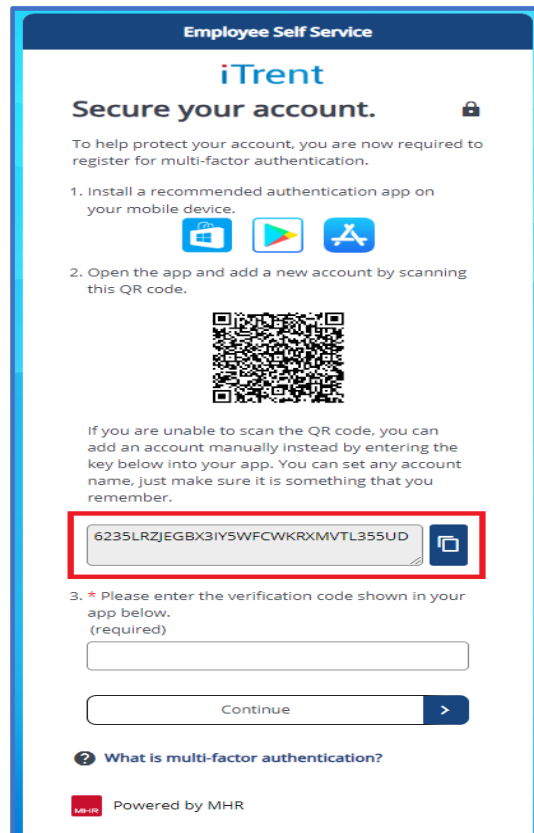 Employee Self Service
iTrent
Secure your account.
To help protect your account, you are now required to
register for multi-factor authentication.
1. Install a recommended authentication app on
your mobile device.
2. Open the app and add a new account by scanning
this QR code.
If you are unable to scan the QR code, you can
add an account manually instead by entering the
key below into your app. You can set any account
name, just make sure it is something that you
remember.
6235LRZJEGBX3IY5WFCWKRXMVTL355UD
3. * Please enter the verification code shown in your
app below.
(required)
Continue >
? What is multi-factor authentication?
MHR Powered by MHR